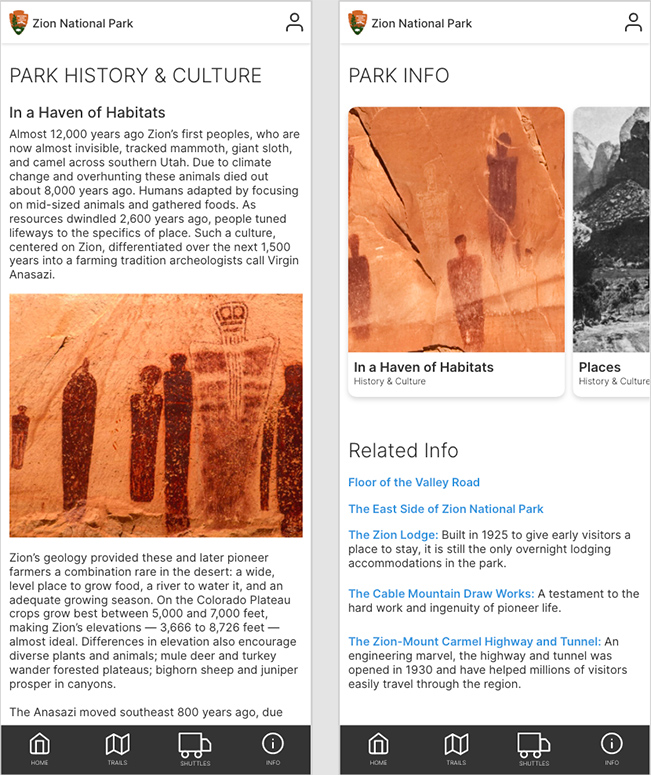 Zion National Park
PARK HISTORY & CULTURE
In a Haven of Habitats
Almost 12,000 years ago Zion’s first peoples, who are
now almost invisible, tracked mammoth, giant sloth,
and camel across southern Utah. Due to climate
change and overhunting these animals died out
about 8,000 years ago. Humans adapted by focusing
on mid-sized animals and gathered foods. As
resources dwindled 2,600 years ago, people tuned
lifeways to the specifics of place. Such a culture,
centered on Zion, differentiated over the next 1,500
years into a farming tradition archeologists call Virgin
Anasazi.
Zion’s geology provided these and later pioneer
farmers a combination rare in the desert: a wide,
level place to grow food, a river to water it, and an
adequate growing season. On the Colorado Plateau
crops grow best between 5,000 and 7,000 feet,
making Zion’s elevations — 3,666 to 8,726 feet —
almost ideal. Differences in elevation also encourage
diverse plants and animals; mule deer and turkey
wander forested plateaus; bighorn sheep and juniper
prosper in canyons.
The Anasazi moved southeast 800 years ago, due
HOME TRAILS SHUTTLES INFO
Zion National Park
PARK INFO
In a Haven of Habitats
History & Culture
Places
History & Culture
Related Info
Floor of the Valley Road
The East Side of Zion National Park
The Zion Lodge: Built in 1925 to give early visitors a
place to stay, it is still the only overnight lodging
accommodations in the park.
The Cable Mountain Draw Works: A testament to the
hard work and ingenuity of pioneer life.
The Zion-Mount Carmel Highway and Tunnel: An
engineering marvel, the highway and tunnel was
opened in 1930 and have helped millions of visitors
easily travel through the region.
HOME TRAILS SHUTTLES INFO